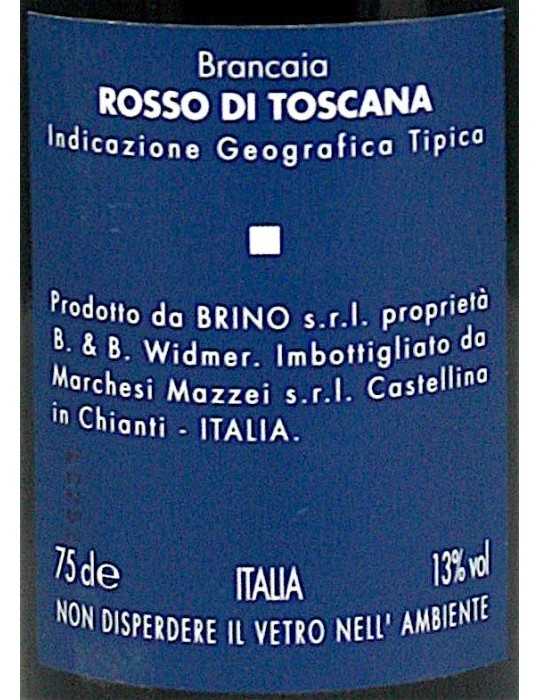 Brancaia
ROSSO DI TOSCANA
Indicazione Geografica Tipica
Prodotto da BRINO s.r.l. proprietà
B. & B. Widmer. Imbottigliato da
Marchesi Mazzei s.r.l. Castellina
in Chianti - ITALIA.
75 cl e ITALIA 13% vol
NON DISPERDERE IL VETRO NELL' AMBIENTE